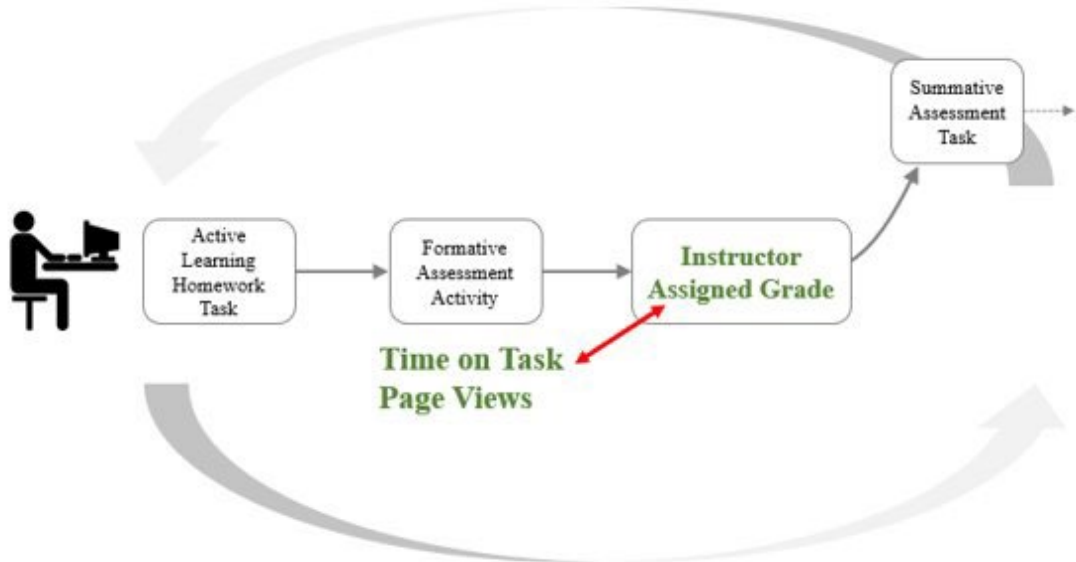 Summative
Assessment
Task
Active
Learning
Homework
Task
Formative
Assessment
Activity
Instructor
Assigned Grade
Time on Task
Page Views